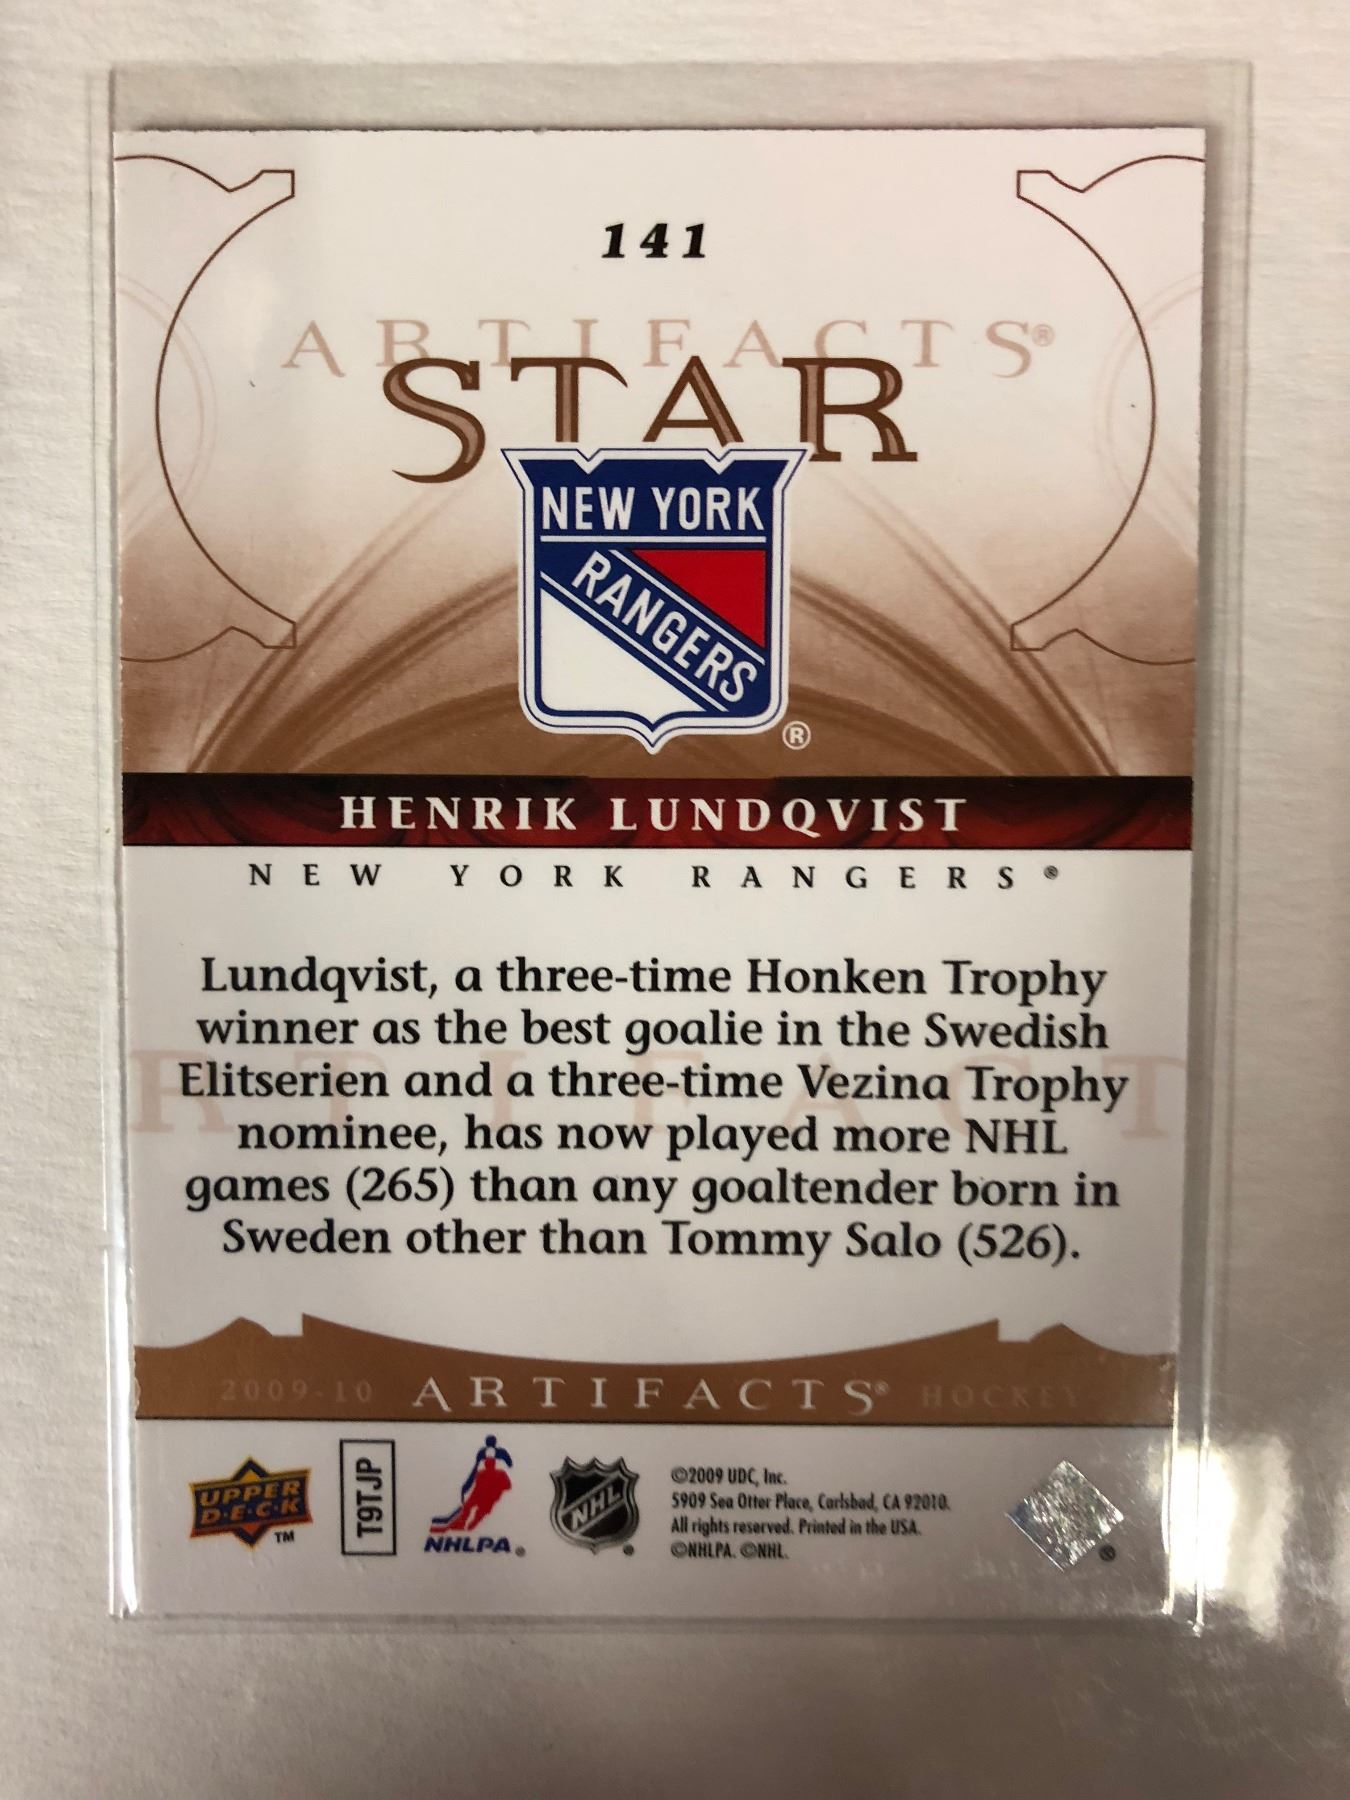 141
ARTIFACTS®
STAR
NEW YORK
RANGERS
®
HENRIK LUNDQVIST
NEW YORK RANGERS®
Lundqvist, a three-time Honken Trophy
winner as the best goalie in the Swedish
Elitserien and a three-time Vezina Trophy
nominee, has now played more NHL
games (265) than any goaltender born in
Sweden other than Tommy Salo (526).
2009-10 ARTIFACTS® HOCKEY
UPPER
D·E·C·K
TM
T9TJP
NHLPA®
NHL
®
©2009 UDC, Inc.
5909 Sea Otter Place, Carlsbad, CA 92010.
All rights reserved. Printed in the USA.
©NHLPA. ©NHL.
®